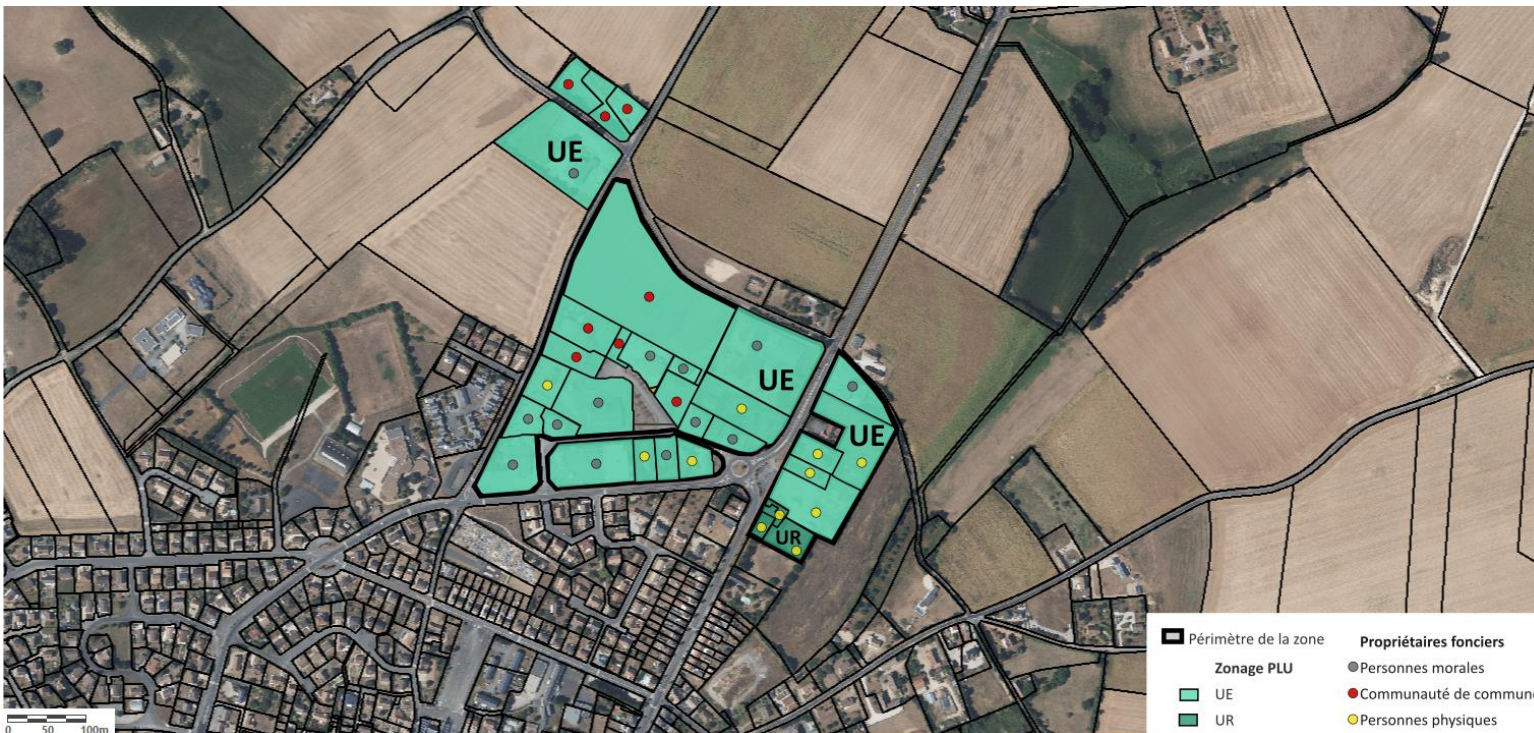 UE
UE
UE
UR
Périmètre de la zone
Zonage PLU
UE
UR
Propriétaires fonciers
Personnes morales
Communauté de commun
Personnes physiques
0 50 100m